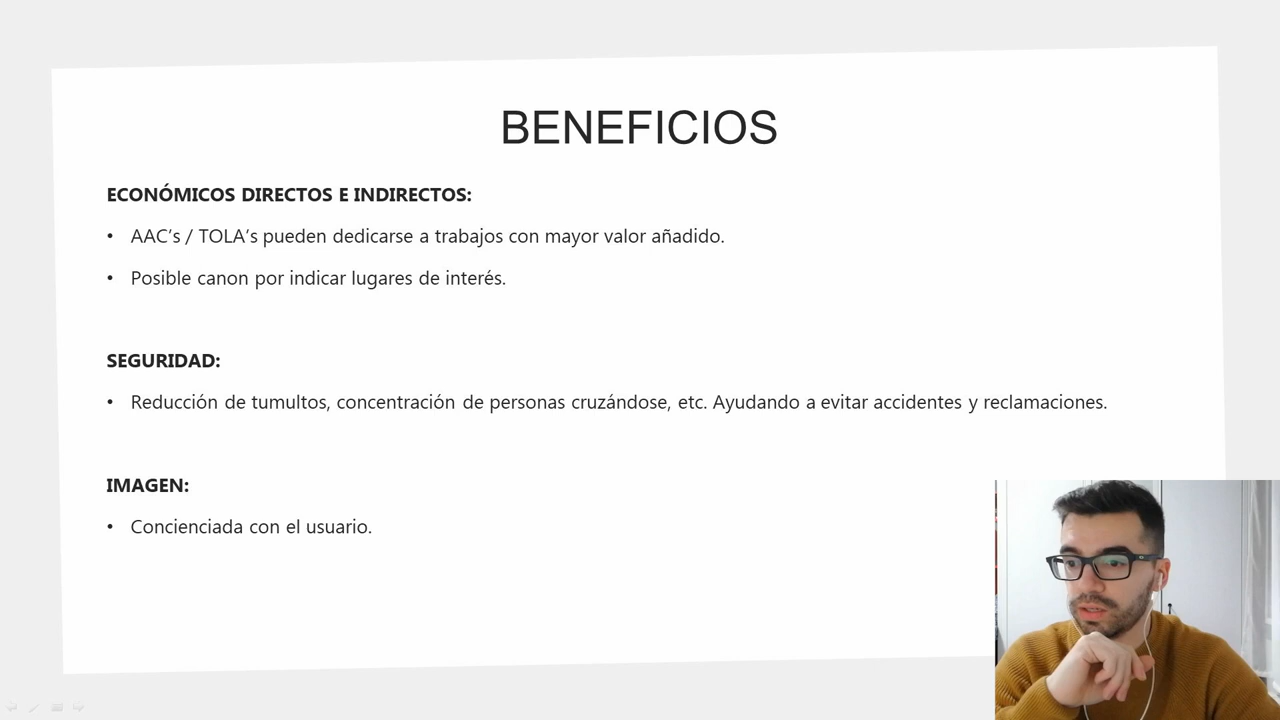 BENEFICIOS
ECONÓMICOS DIRECTOS E INDIRECTOS:
• AAC's / TOLA's pueden dedicarse a trabajos con mayor valor añadido.
• Posible canon por indicar lugares de interés.
SEGURIDAD:
• Reducción de tumultos, concentración de personas cruzándose, etc. Ayudando a evitar accidentes y reclamaciones.
IMAGEN:
• Concienciada con el usuario.